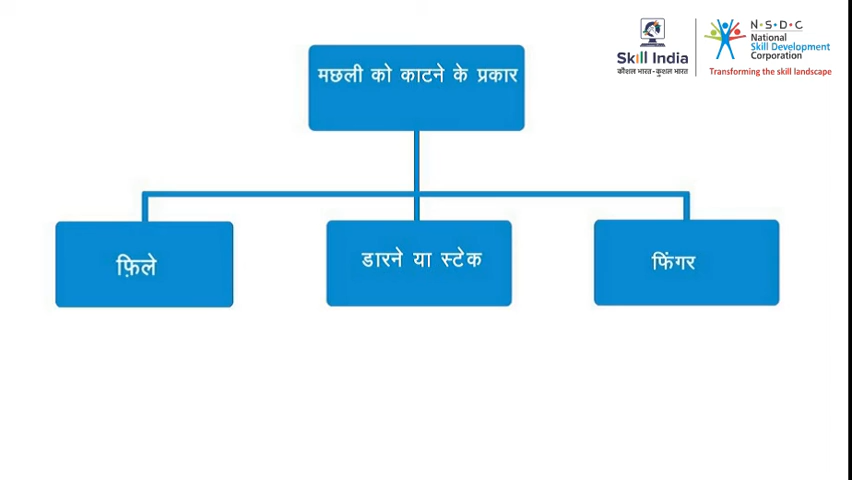 N·S·D·C
National
Skill Development
Corporation
Transforming the skill landscape
Skill India
कौशल भारत-कुशल भारत
मछली को काटने के प्रकार
फ़िले
डारने या स्टेक
फिंगर